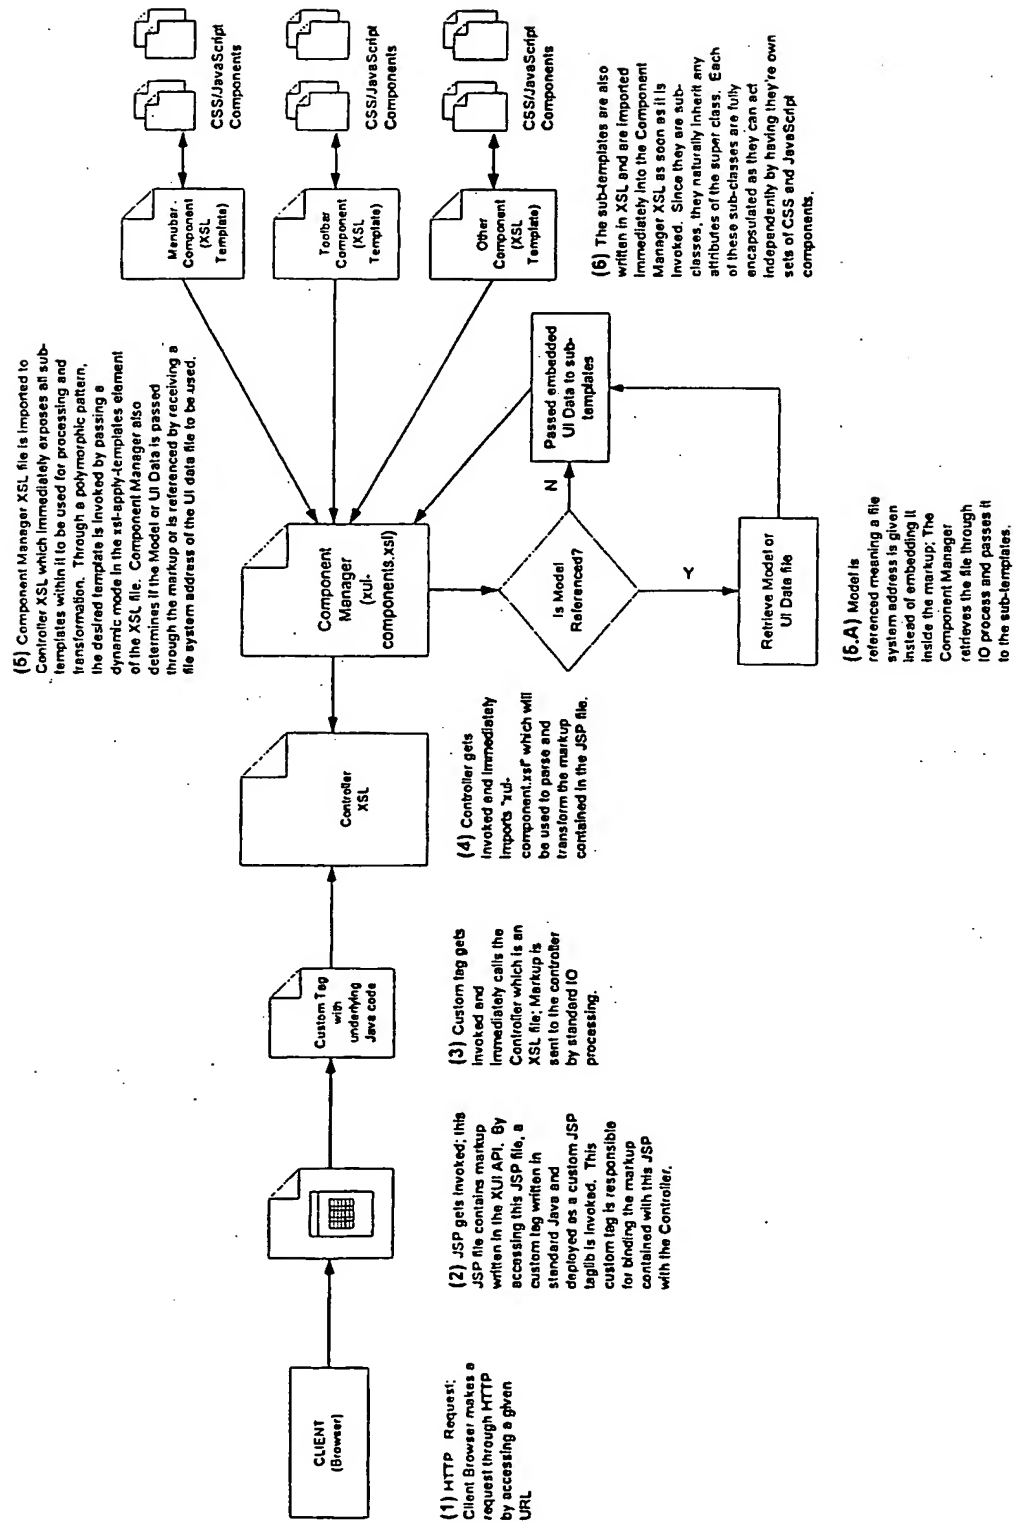 CLIENT
(Browser)
(1) HTTP Request:
Client Browser makes a
request through HTTP
by accessing a given
URL
(2) JSP gets Invoked; this
JSP file contains markup
written in the XUI API. By
accessing this JSP file, a
custom tag written in
standard Java and
deployed as a custom JSP
taglib is Invoked. This
custom tag is responsible
for binding the markup
contained with this JSP
with the Controller.
Custom Tag
with
underlying
Java code
(3) Custom tag gets
Invoked and
Immediately calls the
Controller which is an
XSL file; Markup is
sent to the controller
by standard IO
processing.
Controller
XSL
(4) Controller gets
Invoked and Immediately
Imports "xul-
component.xsl" which will
be used to parse and
transform the markup
contained in the JSP file.
(5) Component Manager XSL file is Imported to
Controller XSL which Immediately exposes all sub-
templates within it to be used for processing and
transformation. Through a polymorphic pattern,
the desired template is Invoked by passing a
dynamic mode in the xsl-apply-templates element
of the XSL file. Component Manager also
determines if the Model or UI Data is passed
through the markup or is referenced by receiving a
file system address of the UI data file to be used.
Component
Manager
(xul-
components.xsl)
Is Model
Referenced?
N
Y
Passed embedded
UI Data to sub-
templates
Retrieve Model or
UI Data file
(5.A) Model is
referenced meaning a file
system address is given
Instead of embedding it
Inside the markup; The
Component Manager
retrieves the file through
IO process and passes it
to the sub-templates.
Menubar
Component
(XSL
Template)
CSS/JavaScript
Components
Toolbar
Component
(XSL
Template)
CSS/JavaScript
Components
Other
Component
(XSL
Template)
CSS/JavaScript
Components
(6) The sub-templates are also
written in XSL and are imported
Immediately into the Component
Manager XSL as soon as it is
Invoked. Since they are sub-
classes, they naturally inherit any
attributes of the super class. Each
of these sub-classes are fully
encapsulated as they can act
Independently by having they're own
sets of CSS and JavaScript
components.